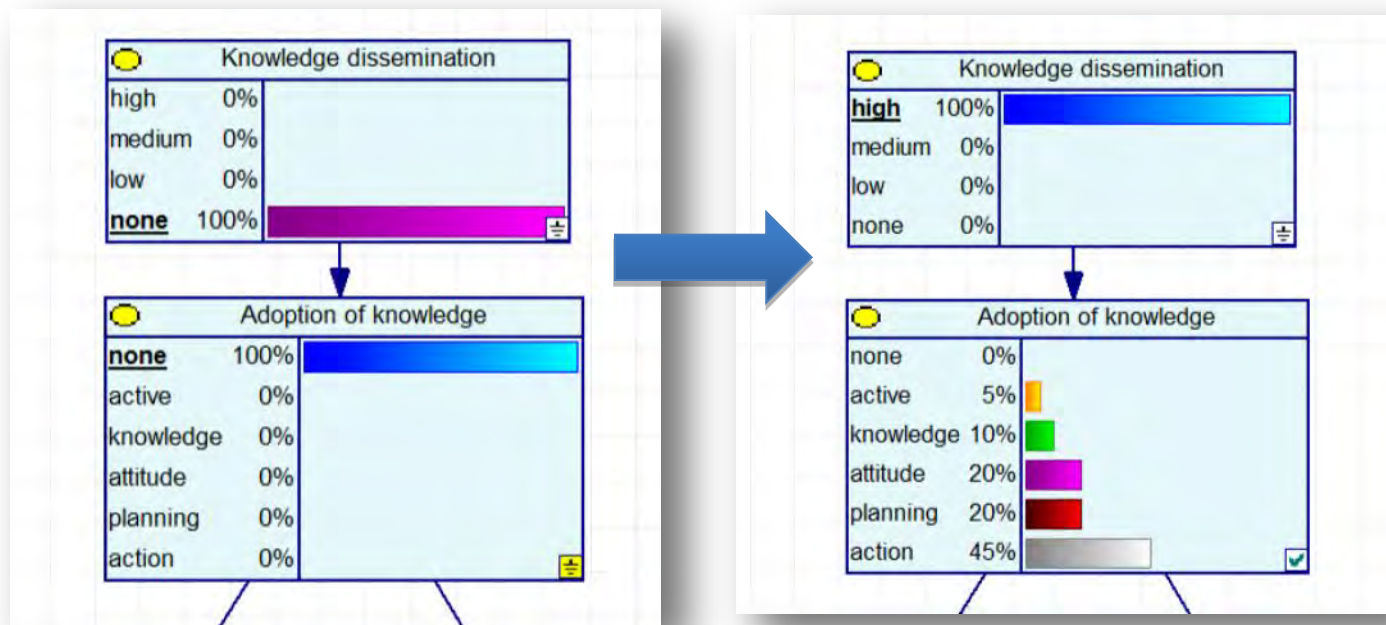 Knowledge dissemination
high 0%
medium 0%
low 0%
none 100%
Adoption of knowledge
none 100%
active 0%
knowledge 0%
attitude 0%
planning 0%
action 0%
Knowledge dissemination
high 100%
medium 0%
low 0%
none 0%
Adoption of knowledge
none 0%
active 5%
knowledge 10%
attitude 20%
planning 20%
action 45%